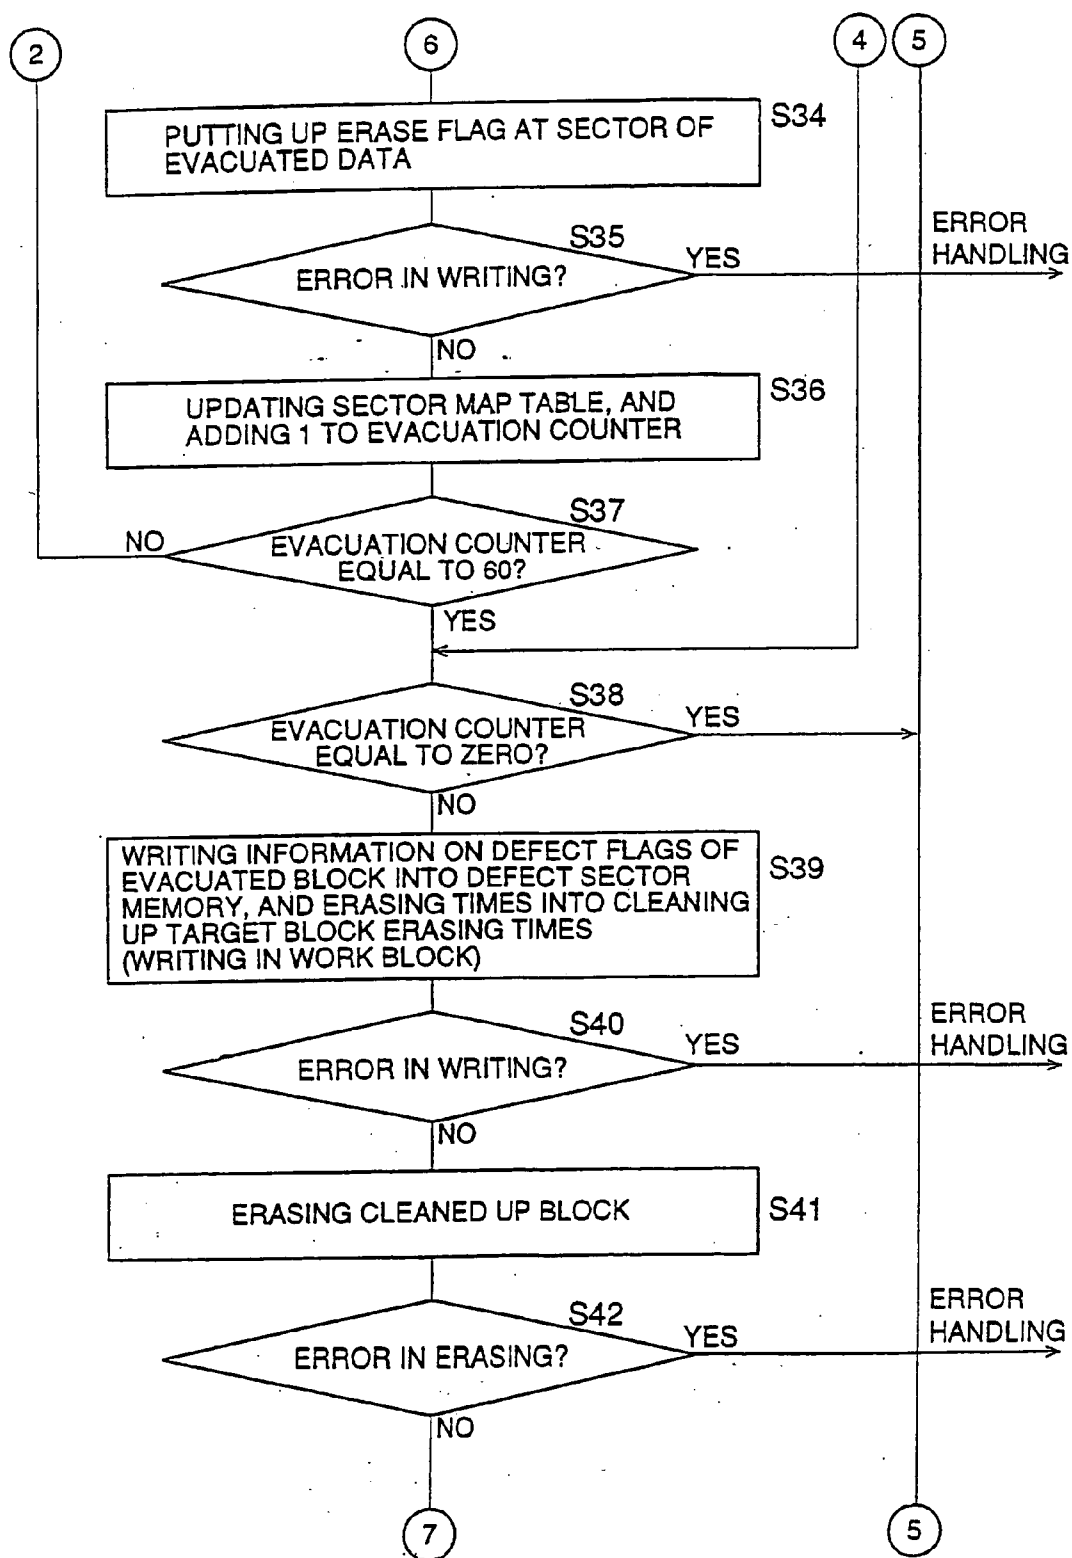 2
6
4
5
S34
PUTTING UP ERASE FLAG AT SECTOR OF
EVACUATED DATA
S35
ERROR IN WRITING?
YES
ERROR
HANDLING
NO
S36
UPDATING SECTOR MAP TABLE, AND
ADDING 1 TO EVACUATION COUNTER
S37
NO
EVACUATION COUNTER
EQUAL TO 60?
YES
S38
EVACUATION COUNTER
EQUAL TO ZERO?
YES
NO
WRITING INFORMATION ON DEFECT FLAGS OF
EVACUATED BLOCK INTO DEFECT SECTOR
MEMORY, AND ERASING TIMES INTO CLEANING
UP TARGET BLOCK ERASING TIMES
(WRITING IN WORK BLOCK)
S39
S40
ERROR IN WRITING?
YES
ERROR
HANDLING
NO
ERASING CLEANED UP BLOCK
S41
S42
ERROR IN ERASING?
YES
ERROR
HANDLING
NO
7
5